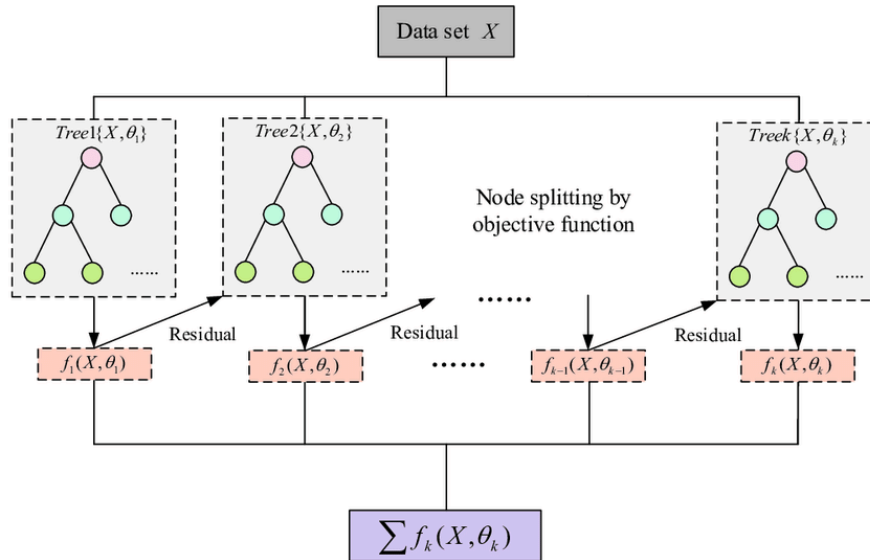 Data set X
Tree1{X,θ₁}
Tree2{X,θ₂}
Treek{X,θₖ}
Node splitting by
objective function
......
......
......
......
Residual
Residual
Residual
f₁(X,θ₁)
f₂(X,θ₂)
......
fₖ₋₁(X,θₖ₋₁)
fₖ(X,θₖ)
∑fₖ(X,θₖ)